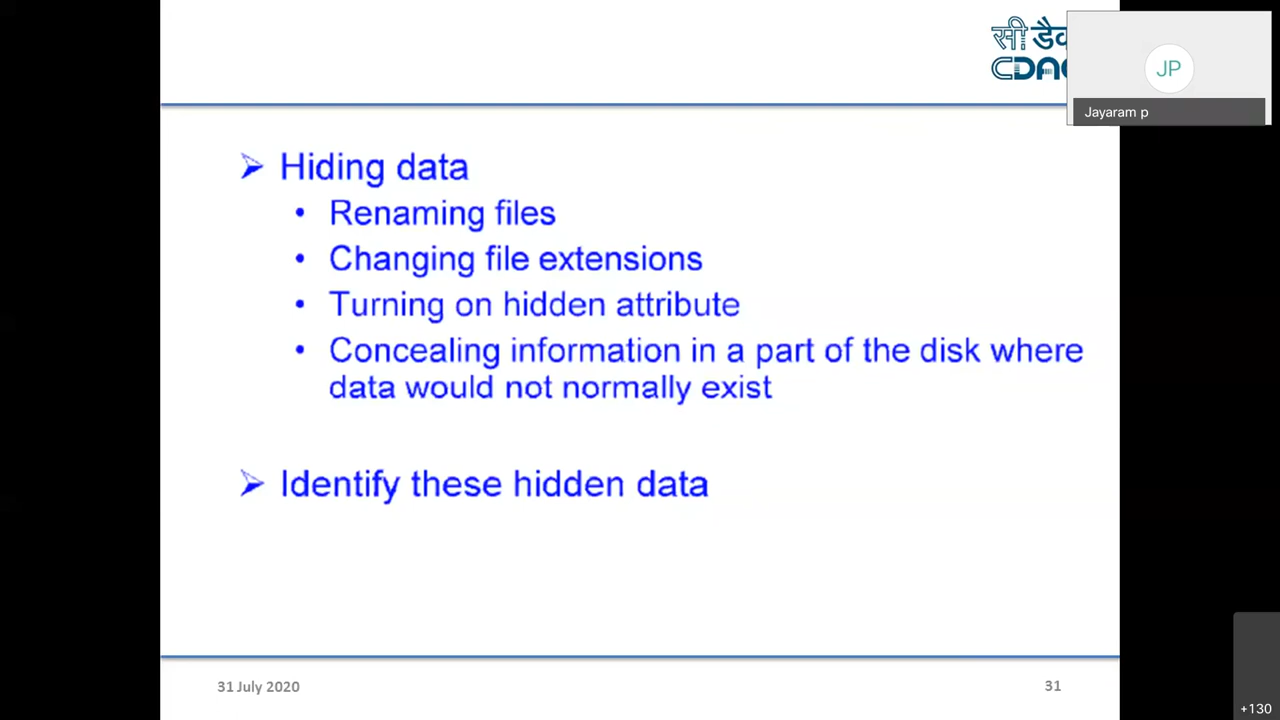 सी डैक
CDAC
JP
Jayaram p
➢ Hiding data
• Renaming files
• Changing file extensions
• Turning on hidden attribute
• Concealing information in a part of the disk where
data would not normally exist
➢ Identify these hidden data
31 July 2020
31
+130